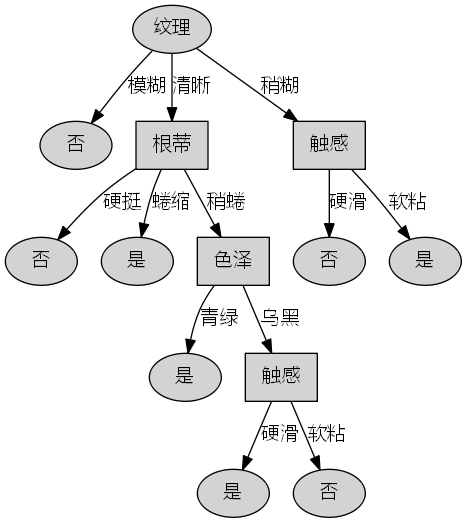 纹理
模糊 清晰 稍糊
否 根蒂 触感
硬挺 蜷缩 稍蜷 硬滑 软粘
否 是 色泽 否 是
青绿 乌黑
是 触感
硬滑 软粘
是 否